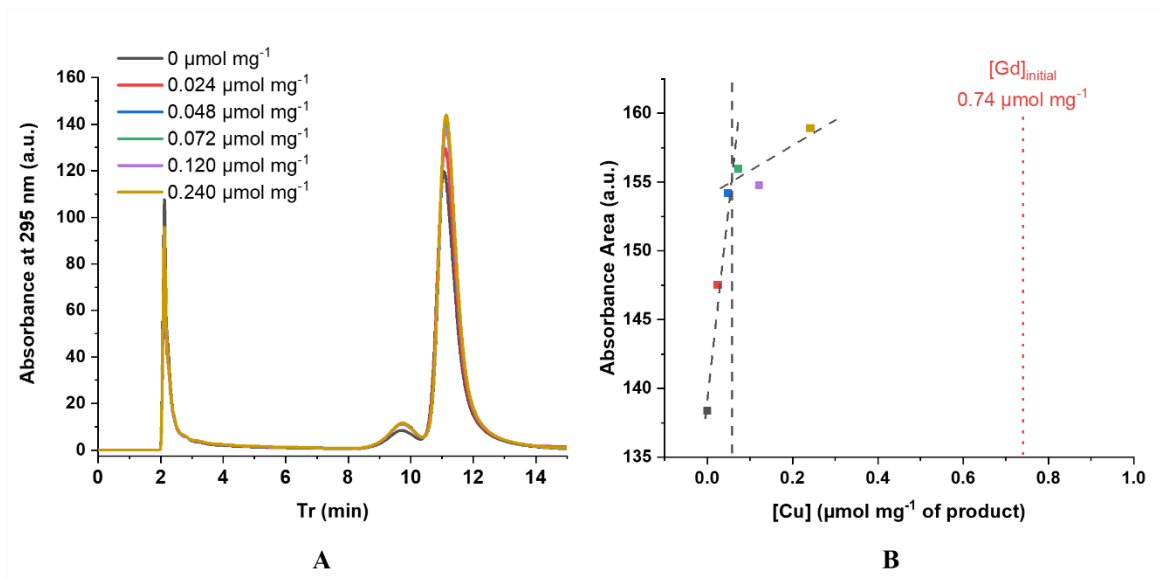 0 μmol mg⁻¹
0.024 μmol mg⁻¹
0.048 μmol mg⁻¹
0.072 μmol mg⁻¹
0.120 μmol mg⁻¹
0.240 μmol mg⁻¹
160
140
120
100
80
60
40
20
0
Absorbance at 295 nm (a.u.)
0 2 4 6 8 10 12 14
Tr (min)
A
[Gd]initial
0.74 μmol mg⁻¹
160
155
150
145
140
135
Absorbance Area (a.u.)
0.0 0.2 0.4 0.6 0.8 1.0
[Cu] (μmol mg⁻¹ of product)
B